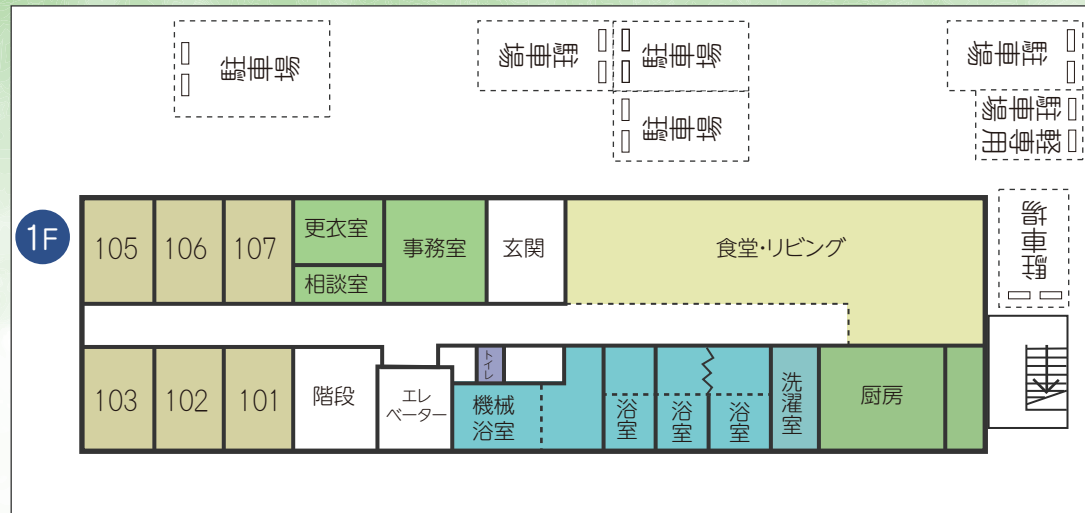 駐車場
駐車場
駐車場
駐車場
駐車場
駐車場
軽専用
駐車場
1F
105
106
107
更衣室
相談室
事務室
玄関
食堂・リビング
103
102
101
階段
エレ
ベーター
トイレ
機械
浴室
浴室
浴室
浴室
洗濯室
厨房